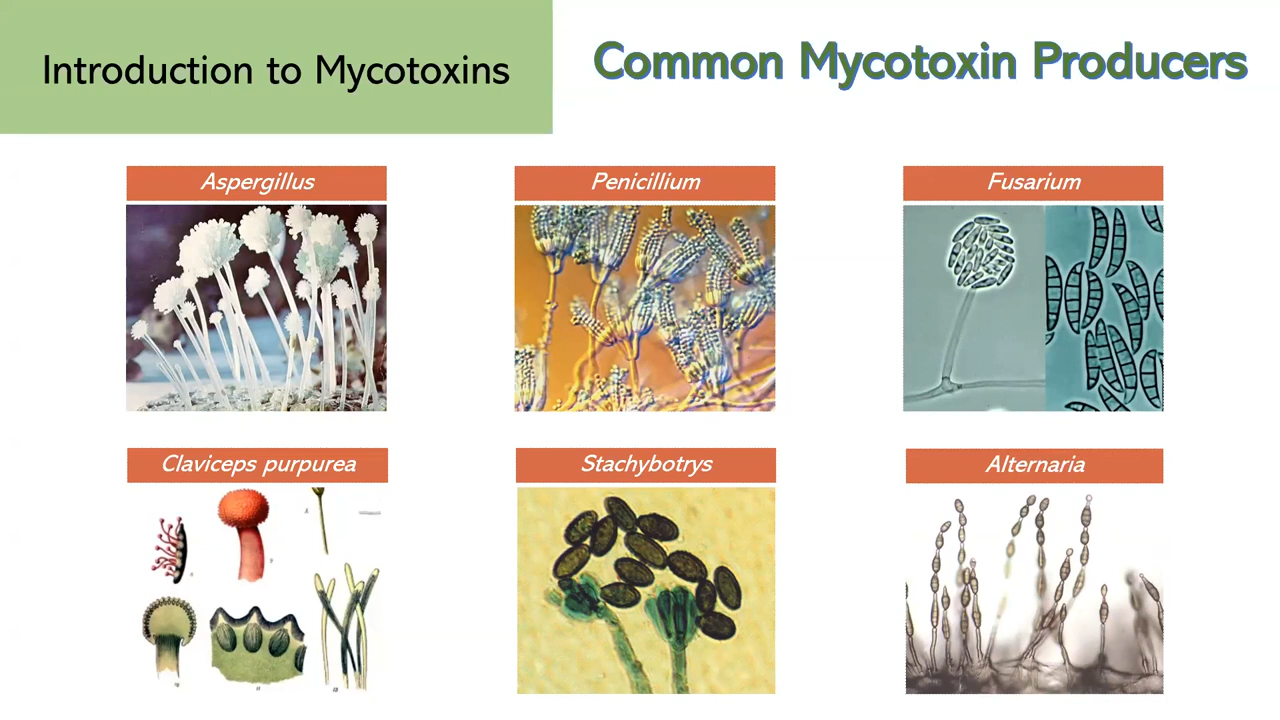 Introduction to Mycotoxins
Common Mycotoxin Producers
Aspergillus
Penicillium
Fusarium
Claviceps purpurea
Stachybotrys
Alternaria